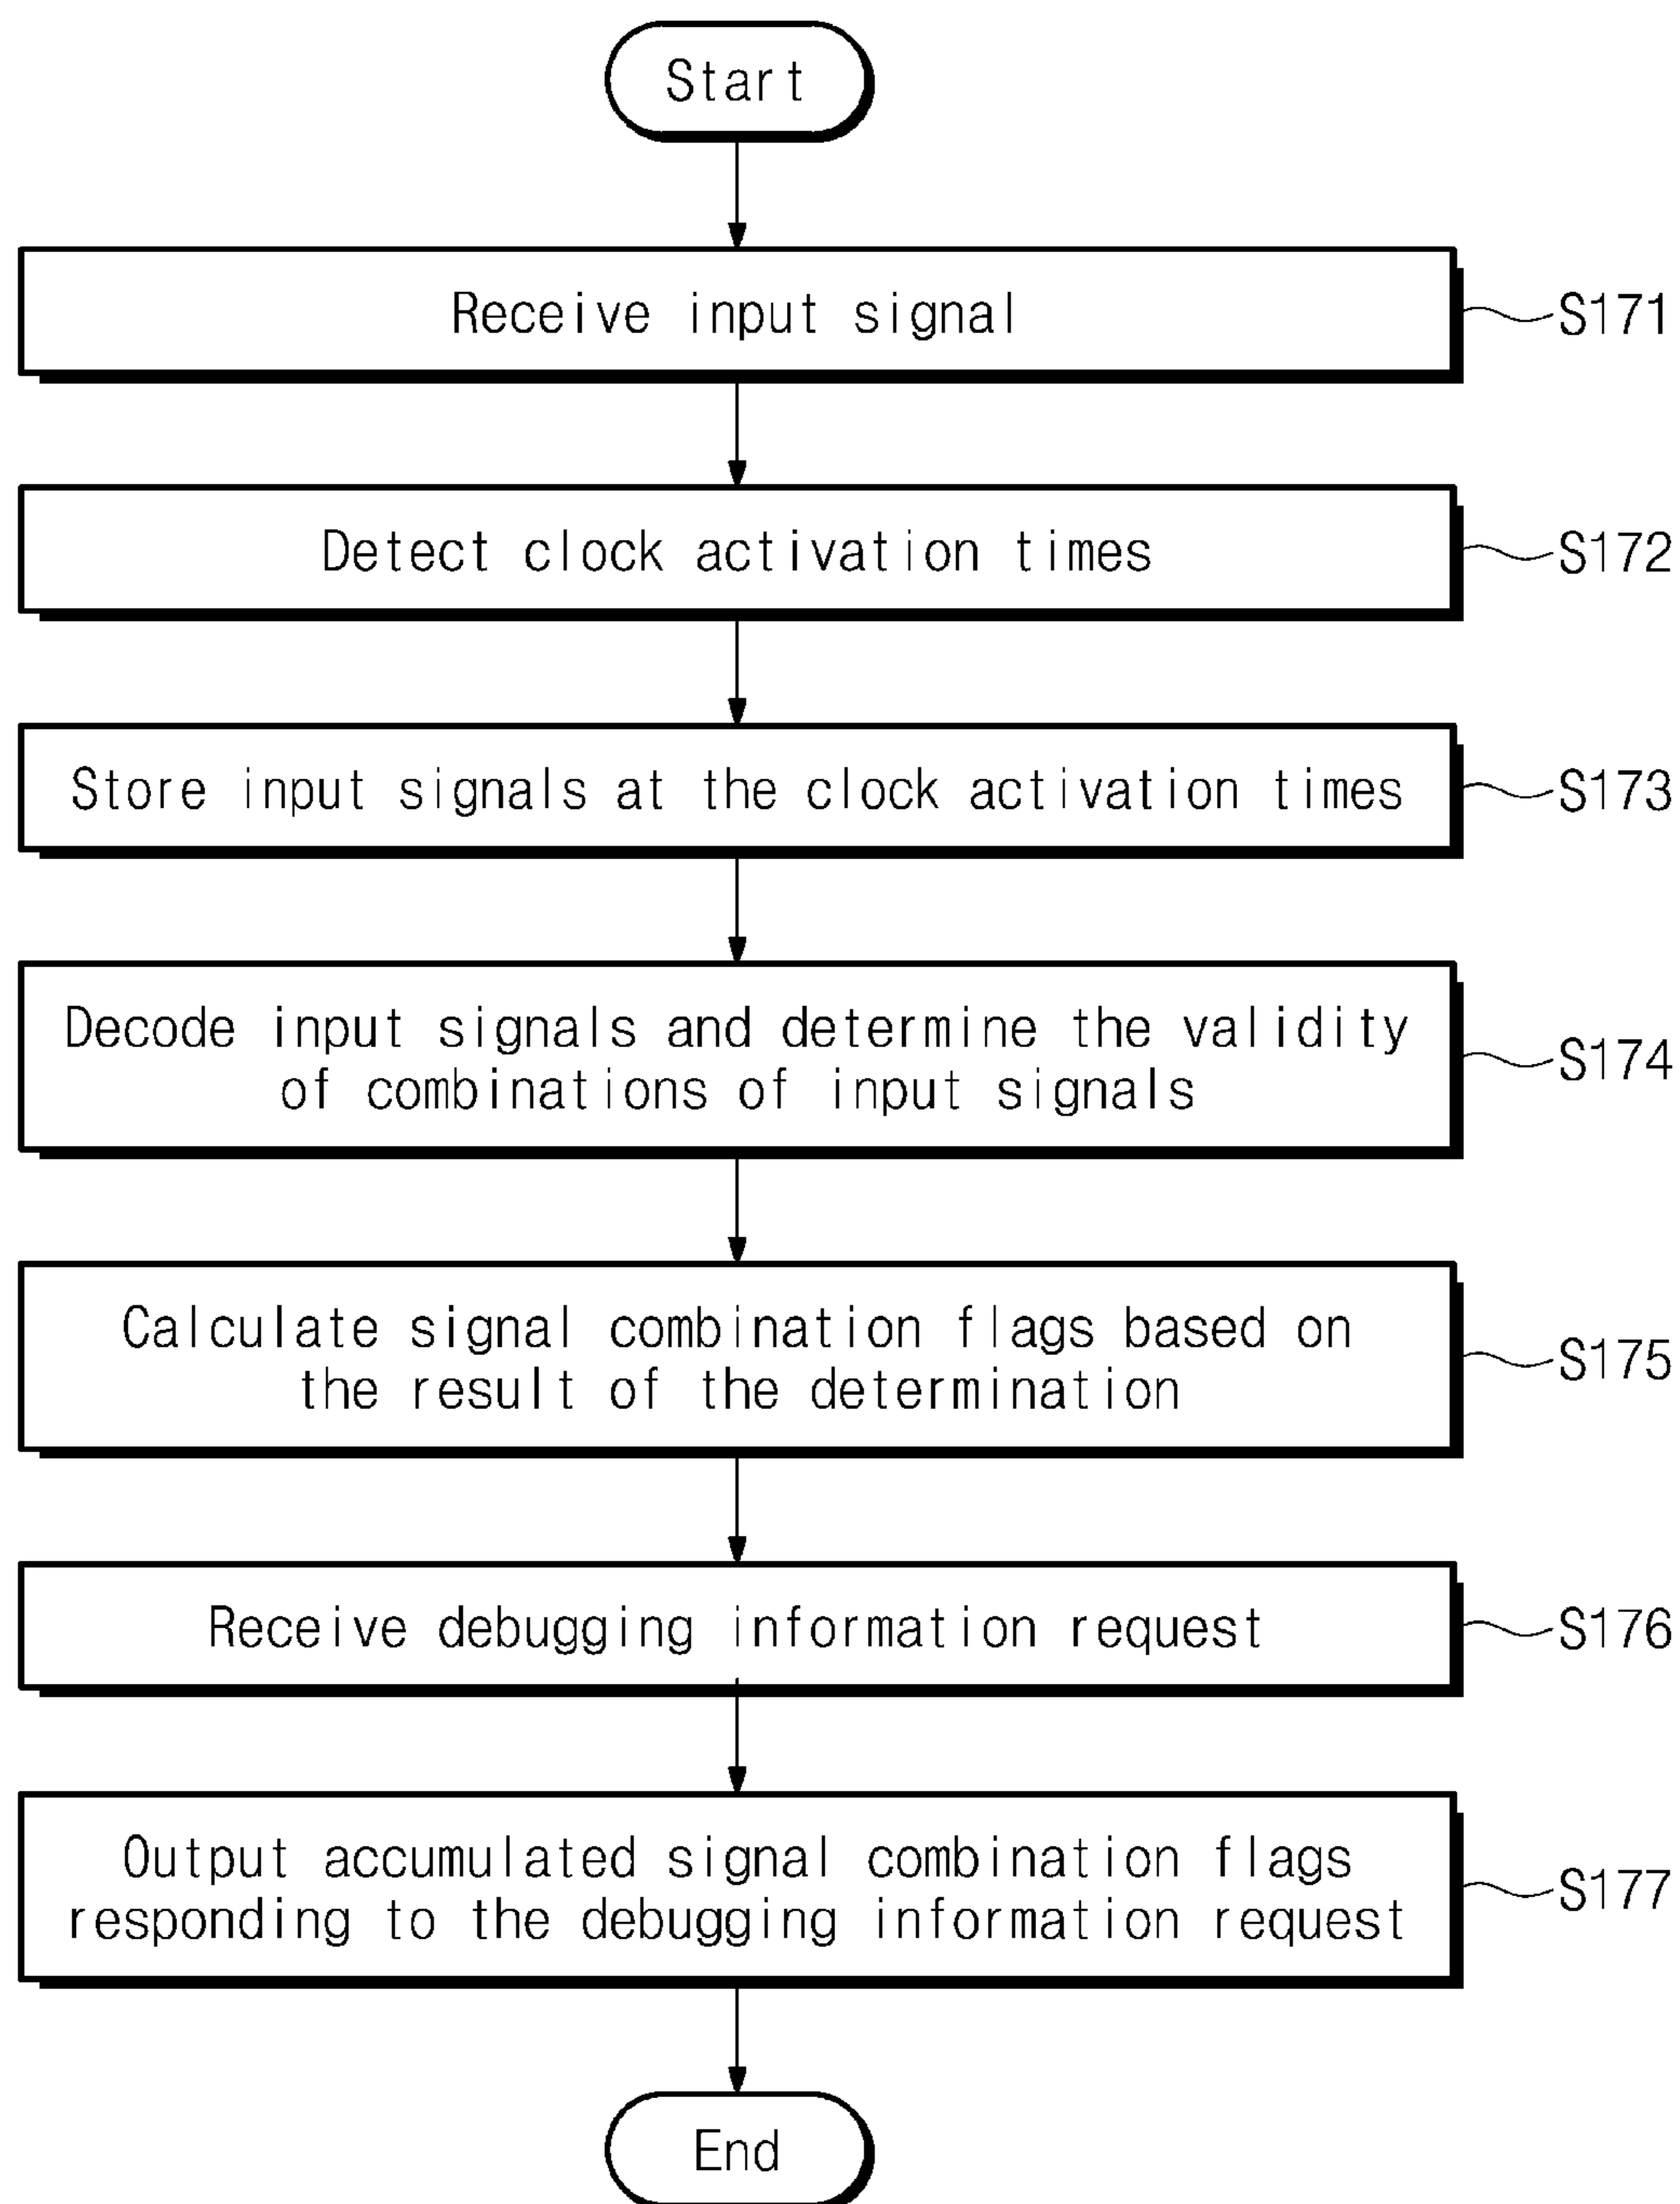 Start
Receive input signal
S171
Detect clock activation times
S172
Store input signals at the clock activation times
S173
Decode input signals and determine the validity
of combinations of input signals
S174
Calculate signal combination flags based on
the result of the determination
S175
Receive debugging information request
S176
Output accumulated signal combination flags
responding to the debugging information request
S177
End